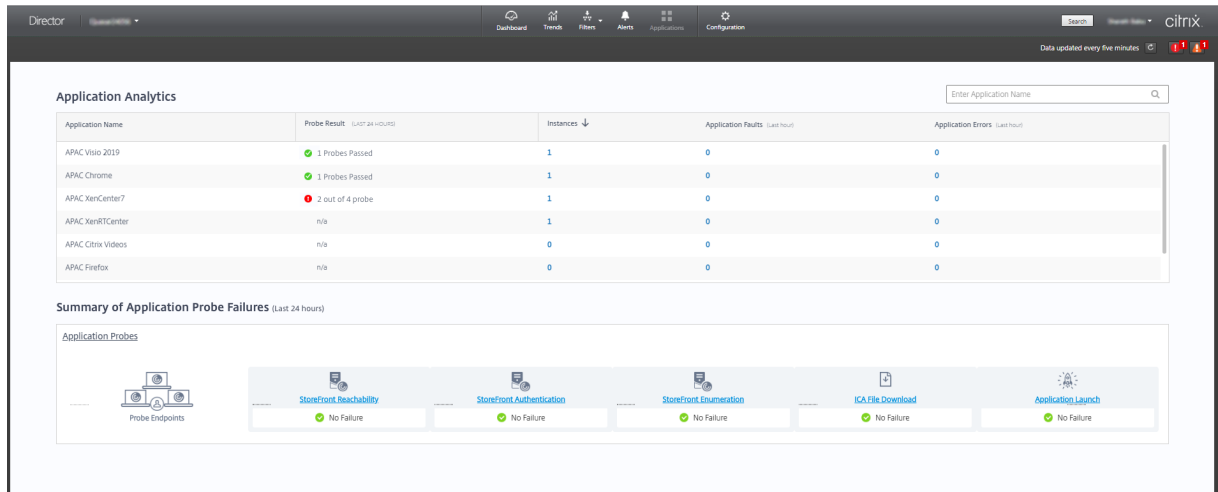 Director
Dashboard Trends Filters Alerts Applications Configuration
Search
citrix
Data updated every five minutes
! 1 1
Application Analytics
Enter Application Name
Application Name Probe Result (LAST 24 HOURS) Instances Application Faults (Last hour) Application Errors (Last hour)
APAC Visio 2019 1 Probes Passed 1 0 0
APAC Chrome 1 Probes Passed 1 0 0
APAC XenCenter7 2 out of 4 probe 1 0 0
APAC XenRTCenter n/a 1 0 0
APAC Citrix Videos n/a 0 0 0
APAC Firefox n/a 0 0 0
Summary of Application Probe Failures (Last 24 hours)
Application Probes
Probe Endpoints
StoreFront Reachability StoreFront Authentication StoreFront Enumeration ICA File Download Application Launch
No Failure No Failure No Failure No Failure No Failure